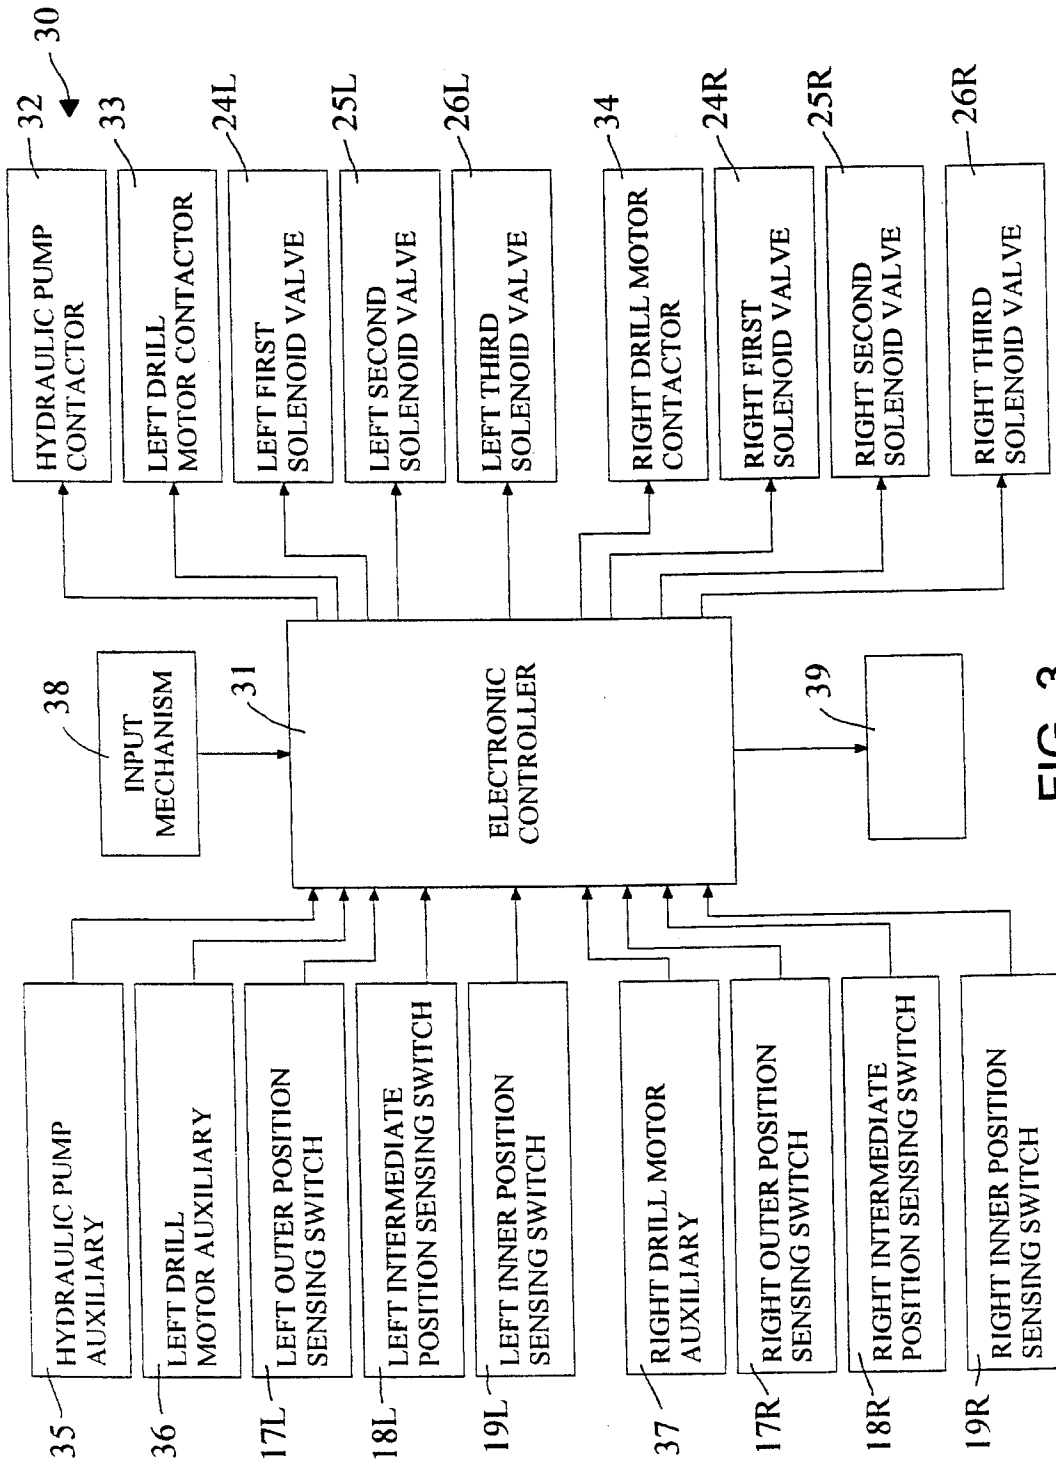 35
HYDRAULIC PUMP
AUXILIARY
36
LEFT DRILL
MOTOR AUXILIARY
17L
LEFT OUTER POSITION
SENSING SWITCH
18L
LEFT INTERMEDIATE
POSITION SENSING SWITCH
19L
LEFT INNER POSITION
SENSING SWITCH
37
RIGHT DRILL MOTOR
AUXILIARY
17R
RIGHT OUTER POSITION
SENSING SWITCH
18R
RIGHT INTERMEDIATE
POSITION SENSING SWITCH
19R
RIGHT INNER POSITION
SENSING SWITCH
38
INPUT
MECHANISM
31
ELECTRONIC
CONTROLLER
39
30
32
HYDRAULIC PUMP
CONTACTOR
33
LEFT DRILL
MOTOR CONTACTOR
24L
LEFT FIRST
SOLENOID VALVE
25L
LEFT SECOND
SOLENOID VALVE
26L
LEFT THIRD
SOLENOID VALVE
34
RIGHT DRILL MOTOR
CONTACTOR
24R
RIGHT FIRST
SOLENOID VALVE
25R
RIGHT SECOND
SOLENOID VALVE
26R
RIGHT THIRD
SOLENOID VALVE
FIG. 3